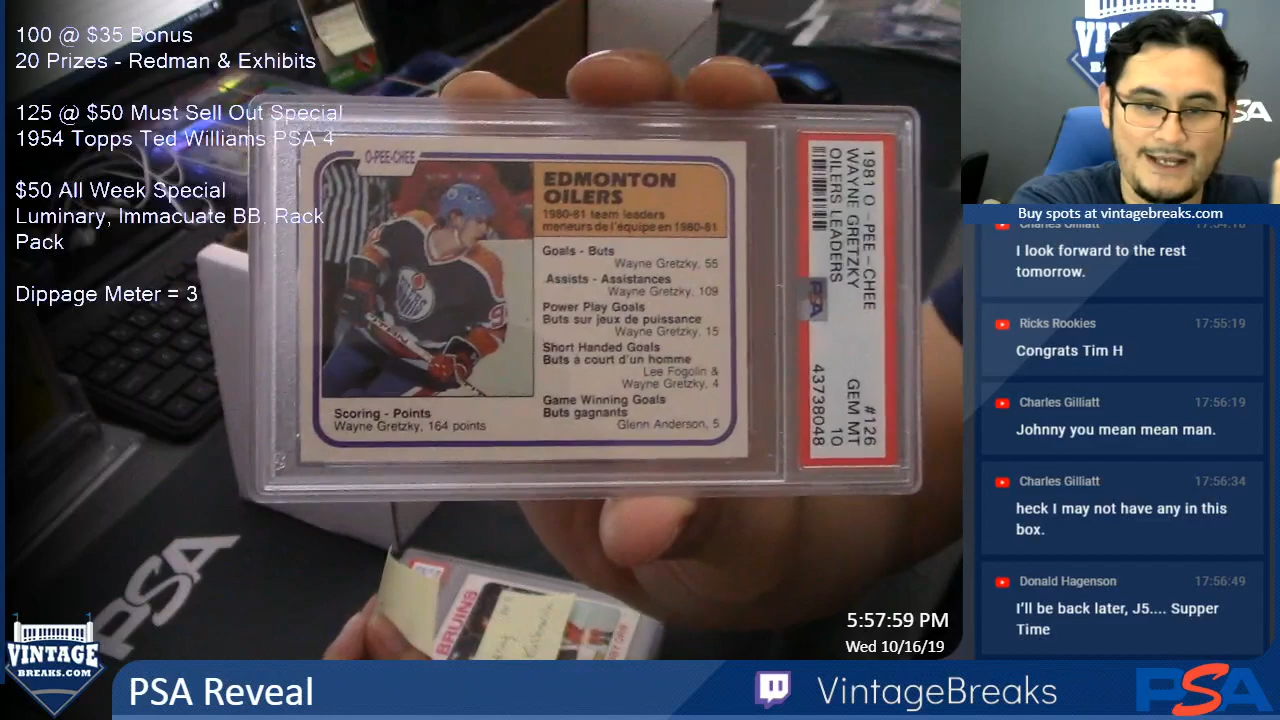 100 @ $35 Bonus
20 Prizes - Redman & Exhibits
125 @ $50 Must Sell Out Special
1954 Topps Ted Williams PSA 4
$50 All Week Special
Luminary, Immacuate BB, Rack
Pack
Dippage Meter = 3
O-PEE-CHEE
EDMONTON
OILERS
1980-81 team leaders
meneurs de l'équipe en 1980-81
Goals - Buts
Wayne Gretzky, 55
Assists - Assistances
Wayne Gretzky, 109
Power Play Goals
Buts sur jeux de puissance
Wayne Gretzky, 15
Short Handed Goals
Buts à court d'un homme
Lee Fogolin &
Wayne Gretzky, 4
Game Winning Goals
Buts gagnants
Glenn Anderson, 5
Scoring - Points
Wayne Gretzky, 164 points
OILERS
1981 O-PEE-CHEE #126
WAYNE GRETZKY GEM MT
OILERS LEADERS 10
PSA 43738048
PSA
BRUINS
VINTAGE
SA
Buy spots at vintagebreaks.com
Charles Gilliatt 17:54:18
I look forward to the rest
tomorrow.
Ricks Rookies 17:55:19
Congrats Tim H
Charles Gilliatt 17:56:19
Johnny you mean mean man.
Charles Gilliatt 17:56:34
heck I may not have any in this
box.
Donald Hagenson 17:56:49
I'll be back later, J5.... Supper
Time
5:57:59 PM
Wed 10/16/19
VINTAGE
BREAKS.COM
PSA Reveal
VintageBreaks
PSA